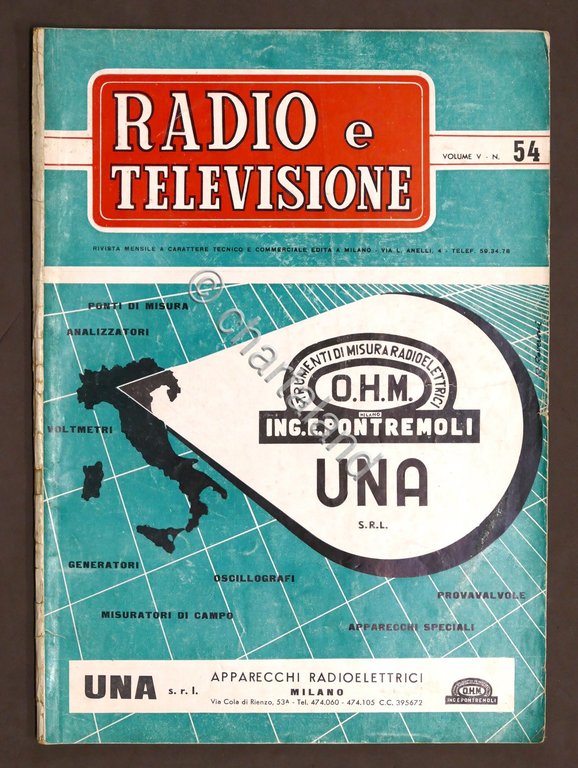 RADIO e
TELEVISIONE
VOLUME V - N. 54
RIVISTA MENSILE A CARATTERE TECNICO E COMMERCIALE EDITA A MILANO - VIA L. ANELLI, 4 - TELEF. 59.34.78
PONTI DI MISURA
ANALIZZATORI
VOLTMETRI
STRUMENTI DI MISURA RADIOELETTRICI
O.H.M.
MILANO
ING. E. PONTREMOLI
UNA
S.R.L.
GENERATORI
OSCILLOGRAFI
PROVAVALVOLE
MISURATORI DI CAMPO
APPARECCHI SPECIALI
UNA s. r. l.
APPARECCHI RADIOELETTRICI
MILANO
Via Cola di Rienzo, 53A - Tel. 474.060 - 474.105 C.C. 395672
O.H.M.
ING. E. PONTREMOLI
© charteland